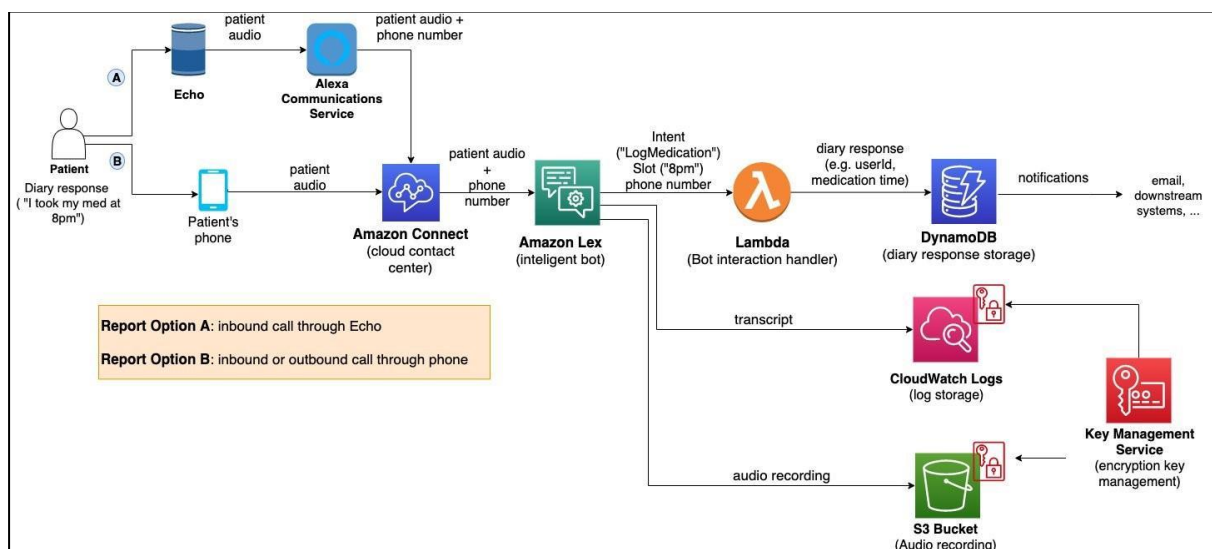 patient
audio
patient audio +
phone number
A
Echo
Alexa
Communications
Service
B
Patient
Diary response
( "I took my med at
8pm")
Patient's
phone
patient
audio
Amazon Connect
(cloud contact
center)
patient audio
+
phone
number
Amazon Lex
(inteligent bot)
Intent
("LogMedication")
Slot ("8pm")
phone number
Lambda
(Bot interaction handler)
diary response
(e.g. userId,
medication time)
DynamoDB
(diary response storage)
notifications
email,
downstream
systems, ...
transcript
CloudWatch Logs
(log storage)
Key Management
Service
(encryption key
management)
audio recording
S3 Bucket
(Audio recording)
Report Option A: inbound call through Echo
Report Option B: inbound or outbound call through phone